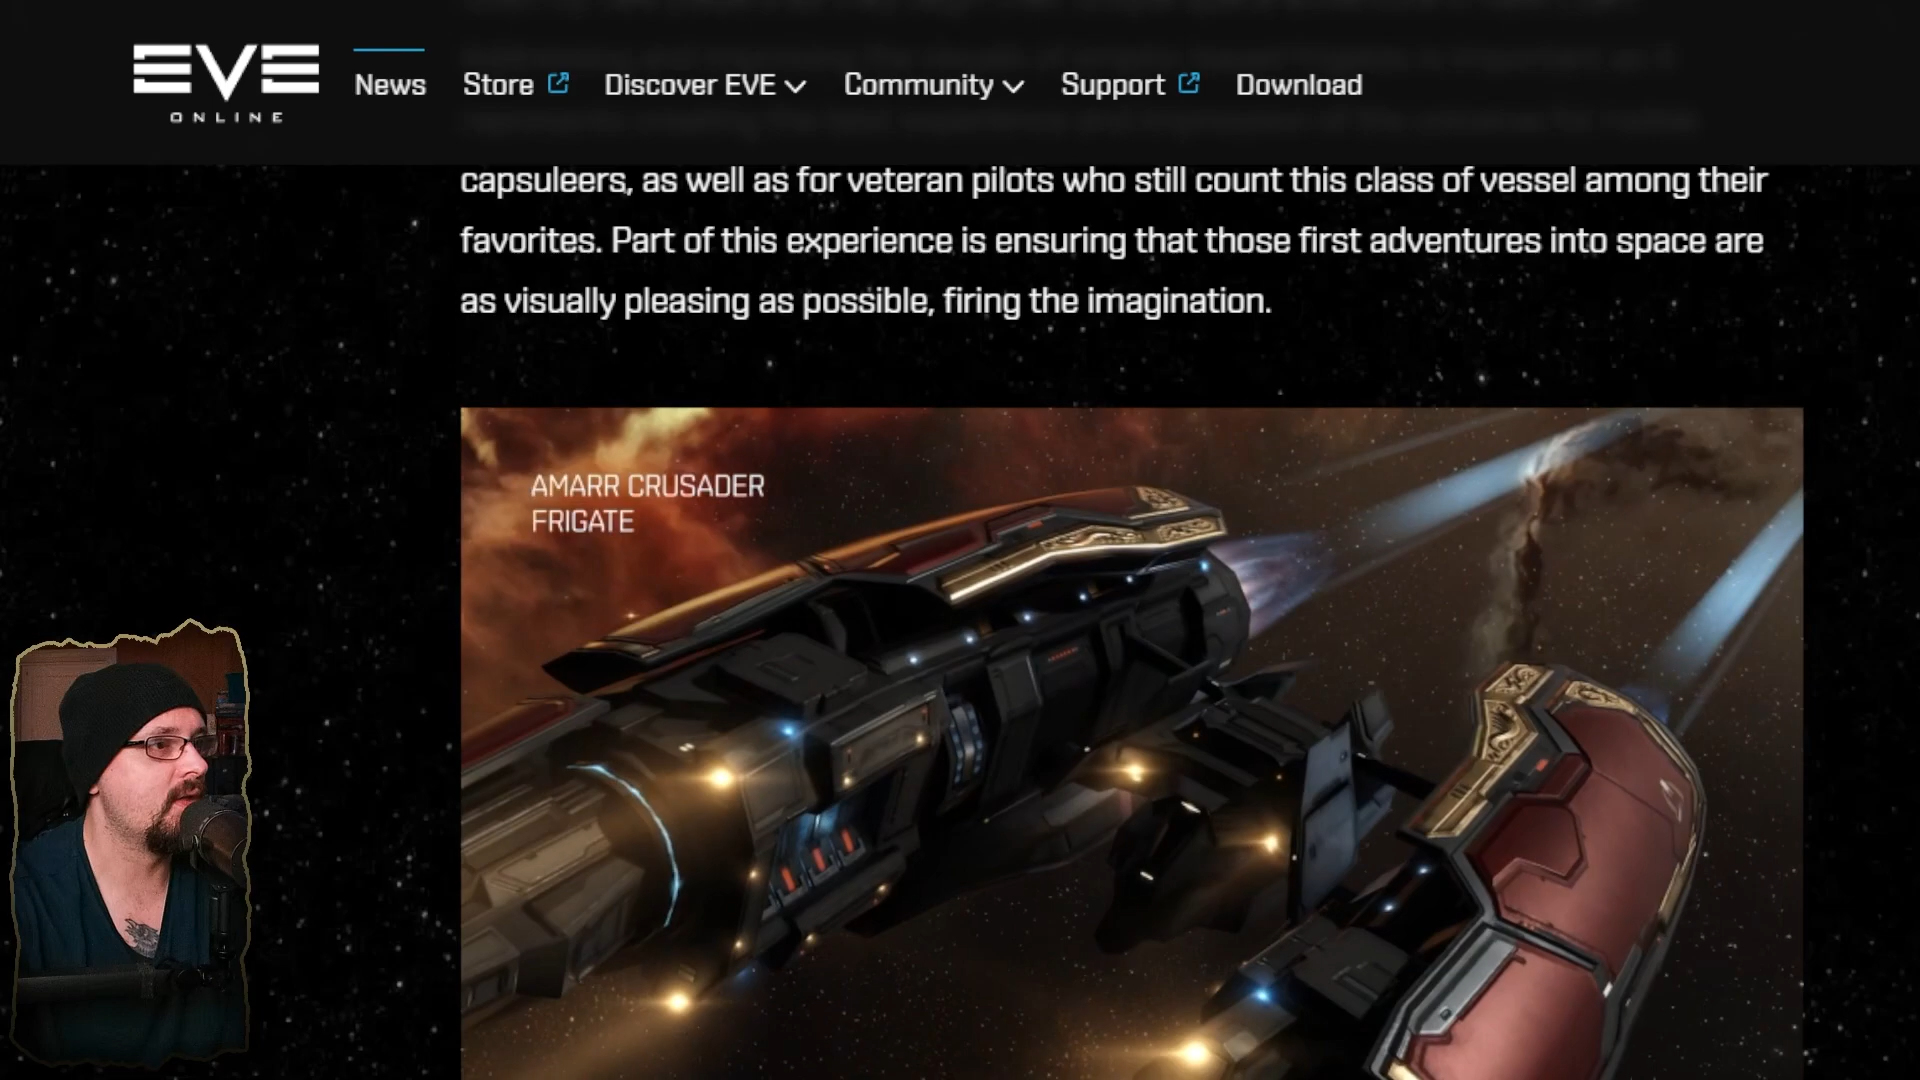 EVE
ONLINE
News
Store
Discover EVE
Community
Support
Download
capsuleers, as well as for veteran pilots who still count this class of vessel among their
favorites. Part of this experience is ensuring that those first adventures into space are
as visually pleasing as possible, firing the imagination.
AMARR CRUSADER
FRIGATE